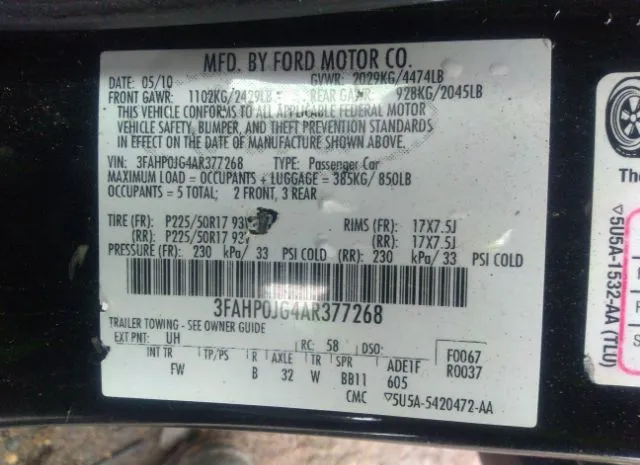 MFD. BY FORD MOTOR CO.
DATE: 05/10 GVWR: 2029KG/4474LB
FRONT GAWR: 1102KG/2429LB REAR GAWR: 928KG/2045LB
THIS VEHICLE CONFORMS TO ALL APPLICABLE FEDERAL MOTOR
VEHICLE SAFETY, BUMPER, AND THEFT PREVENTION STANDARDS
IN EFFECT ON THE DATE OF MANUFACTURE SHOWN ABOVE.
VIN: 3FAHP0JG4AR377268 TYPE: Passenger Car
MAXIMUM LOAD = OCCUPANTS + LUGGAGE = 385KG/ 850LB
OCCUPANTS = 5 TOTAL; 2 FRONT, 3 REAR
TIRE (FR): P225/50R17 93 RIMS (FR): 17X7.5J
(RR): P225/50R17 93 (RR): 17X7.5J
PRESSURE (FR): 230 kPa/ 33 PSI COLD (RR): 230 kPa/ 33 PSI COLD
3FAHP0JG4AR377268
TRAILER TOWING - SEE OWNER GUIDE
EXT PNT: UH RC: 58 DSO: F0067
INT TR TP/PS R AXLE TR SPR ADE1F R0037
FW B 32 W BB11 605
CMC ▽5U5A-5420472-AA
The
▽5U5A-1532-AA (TLU)